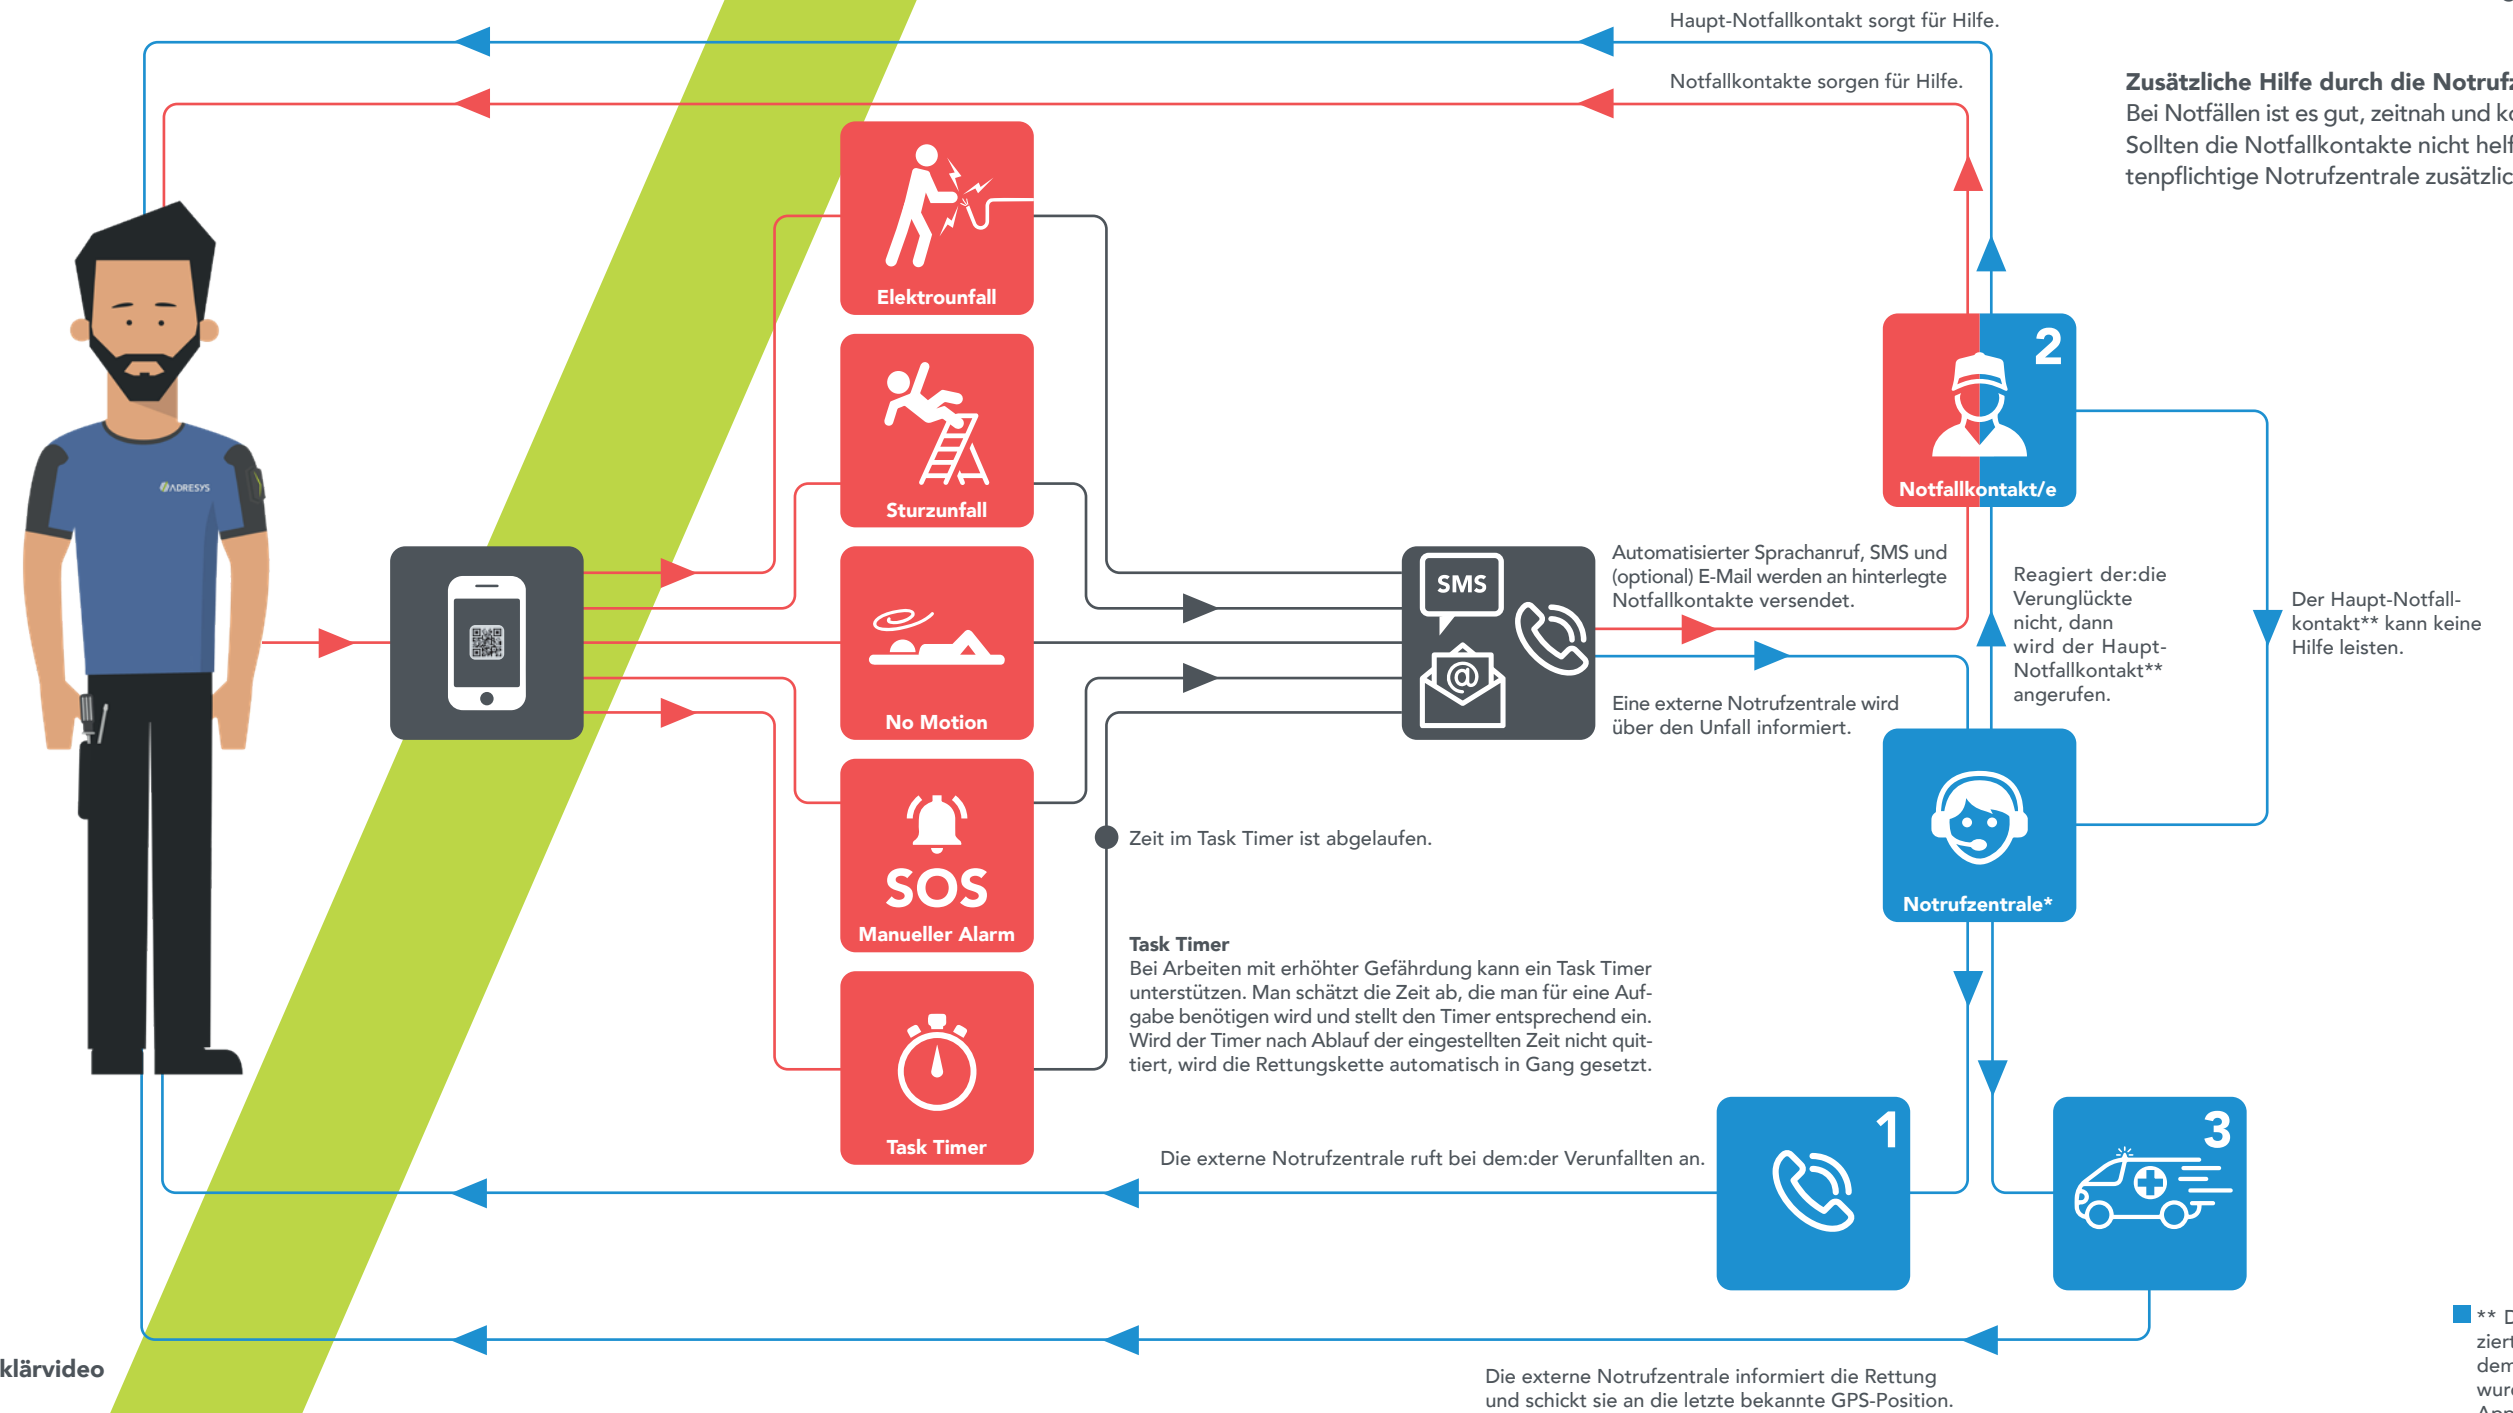 Haupt-Notfallkontakt sorgt für Hilfe.
Notfallkontakte sorgen für Hilfe.
Zusätzliche Hilfe durch die
Bei Notfällen ist es gut, zeitnah und
Sollten die Notfallkontakte nicht
tenpflichtige Notrufzentrale
ADRESYS
Elektrounfall
Sturzunfall
No Motion
SOS
Manueller Alarm
Task Timer
SMS
@
Automatisierter Sprachanruf, SMS und
(optional) E-Mail werden an hinterlegte
Notfallkontakte versendet.
Eine externe Notrufzentrale wird
über den Unfall informiert.
2
Notfallkontakt/e
Reagiert der:die
Verunglückte
nicht, dann
wird der Haupt-
Notfallkontakt**
angerufen.
Der Haupt-Notfall-
kontakt** kann keine
Hilfe leisten.
Notrufzentrale*
Zeit im Task Timer ist abgelaufen.
Task Timer
Bei Arbeiten mit erhöhter Gefährdung kann ein Task Timer
unterstützen. Man schätzt die Zeit ab, die man für eine Auf-
gabe benötigen wird und stellt den Timer entsprechend ein.
Wird der Timer nach Ablauf der eingestellten Zeit nicht quit-
tiert, wird die Rettungskette automatisch in Gang gesetzt.
1
3
Die externe Notrufzentrale ruft bei dem:der Verunfallten an.
Die externe Notrufzentrale informiert die Rettung
und schickt sie an die letzte bekannte GPS-Position.
klärvideo
**